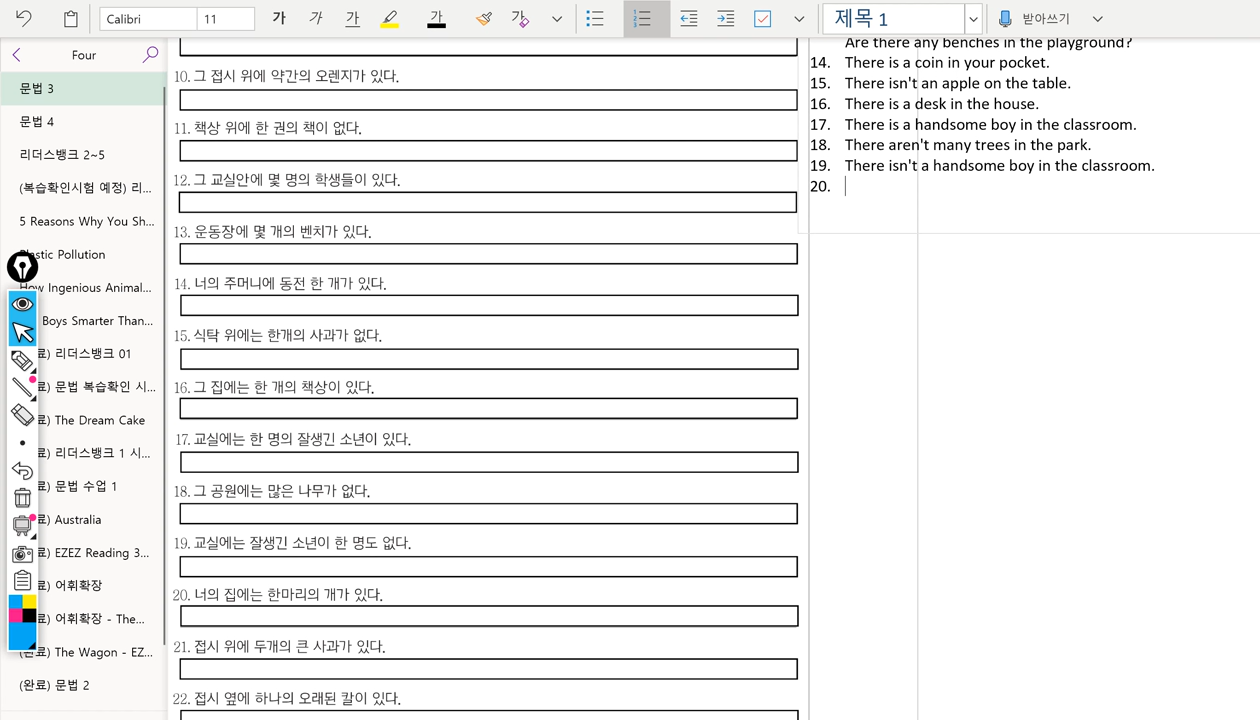 Calibri
11
가
가
가
가
가
제목 1
받아쓰기
Four
문법 3
문법 4
리더스뱅크 2~5
(복습확인시험 예정) 리...
5 Reasons Why You Sh...
Plastic Pollution
How Ingenious Animal...
Boys Smarter Than...
료) 리더스뱅크 01
료) 문법 복습확인 시...
료) The Dream Cake
료) 리더스뱅크 1 시...
료) 문법 수업 1
료) Australia
료) EZEZ Reading 3...
료) 어휘확장
료) 어휘확장 - The...
(완료) The Wagon - EZ...
(완료) 문법 2
10. 그 접시 위에 약간의 오렌지가 있다.
11. 책상 위에 한 권의 책이 없다.
12. 그 교실안에 몇 명의 학생들이 있다.
13. 운동장에 몇 개의 벤치가 있다.
14. 너의 주머니에 동전 한 개가 있다.
15. 식탁 위에는 한개의 사과가 없다.
16. 그 집에는 한 개의 책상이 있다.
17. 교실에는 한 명의 잘생긴 소년이 있다.
18. 그 공원에는 많은 나무가 없다.
19. 교실에는 잘생긴 소년이 한 명도 없다.
20. 너의 집에는 한마리의 개가 있다.
21. 접시 위에 두개의 큰 사과가 있다.
22. 접시 옆에 하나의 오래된 칼이 있다.
Are there any benches in the playground?
14. There is a coin in your pocket.
15. There isn't an apple on the table.
16. There is a desk in the house.
17. There is a handsome boy in the classroom.
18. There aren't many trees in the park.
19. There isn't a handsome boy in the classroom.
20.